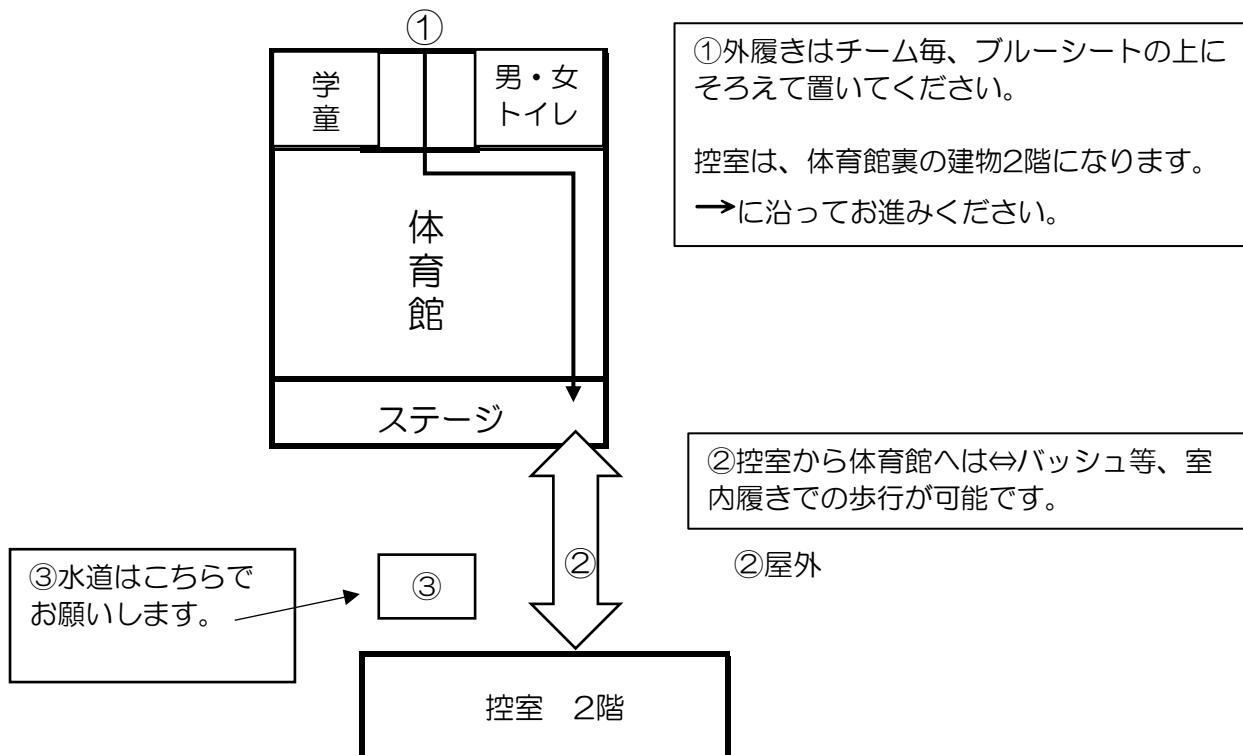 ①
①外履きはチーム毎、ブルーシートの上に
そろえて置いてください。
控室は、体育館裏の建物2階になります。
→に沿ってお進みください。
学童
男・女
トイレ
体育館
ステージ
②控室から体育館へは⇔バッシュ等、室
内履きでの歩行が可能です。
②
②屋外
③水道はこちらで
お願いします。
③
控室　2階